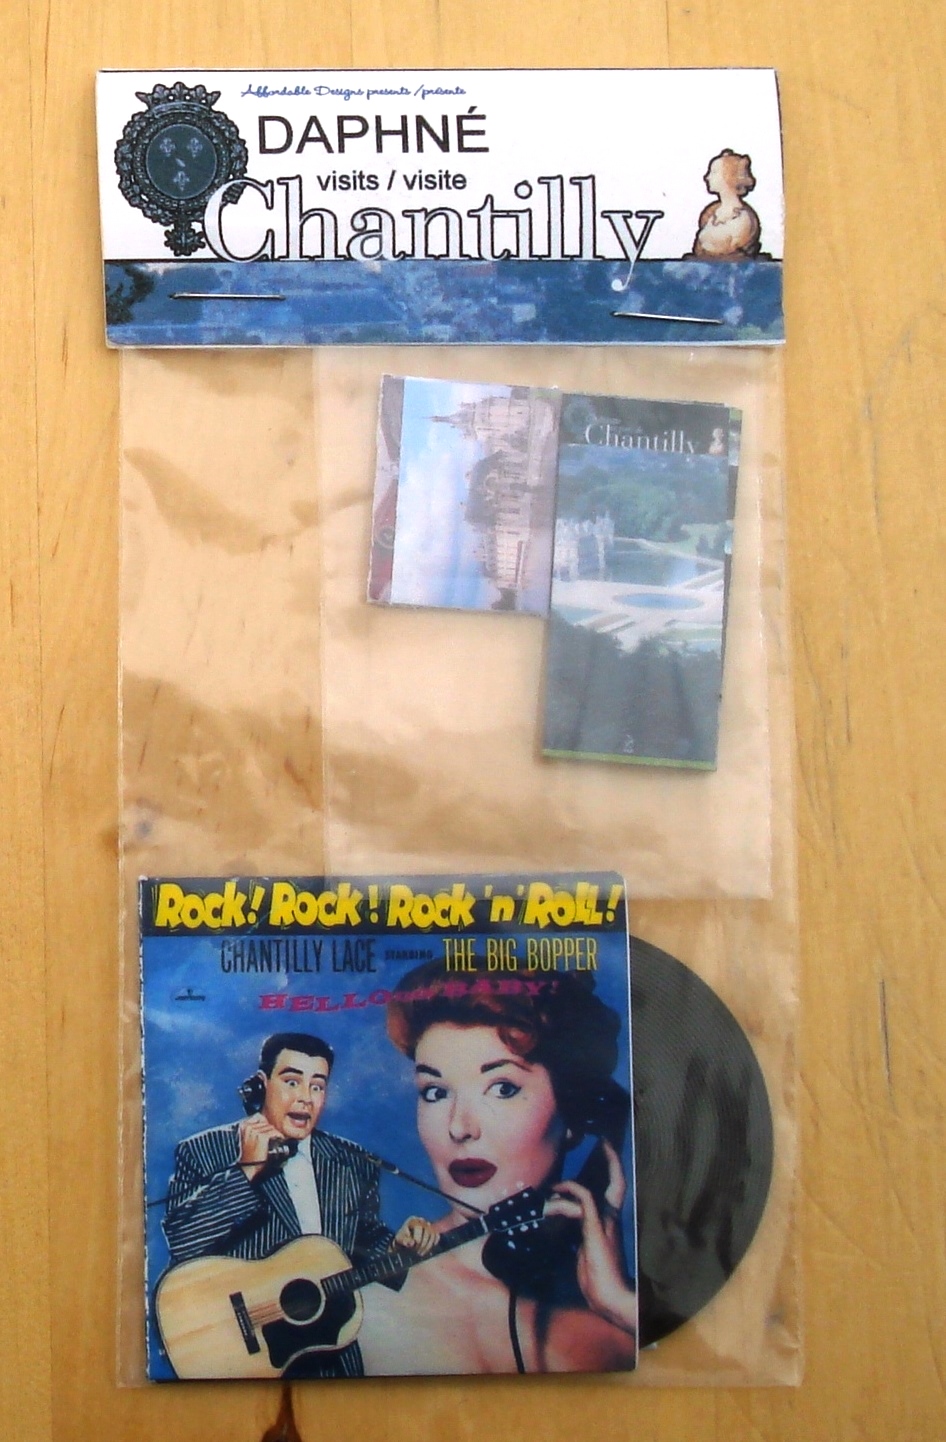 Affordable Designs presents / présente
DAPHNÉ
visits / visite
Chantilly
Chantilly
ROCK! ROCK! ROCK 'n' ROLL!
CHANTILLY LACE STARRING THE BIG BOPPER
HELLO BABY!